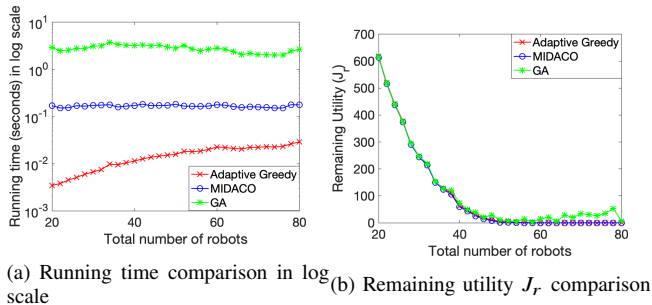 10^1
10^0
10^-1
10^-2
10^-3
Running time (seconds) in log scale
20 40 60 80
Total number of robots
Adaptive Greedy
MIDACO
GA
700
600
500
400
300
200
100
0
Remaining Utility (J_r)
20 30 40 50 60 70 80
Total number of robots
Adaptive Greedy
MIDACO
GA
(a) Running time comparison in log
scale
(b) Remaining utility J_r comparison